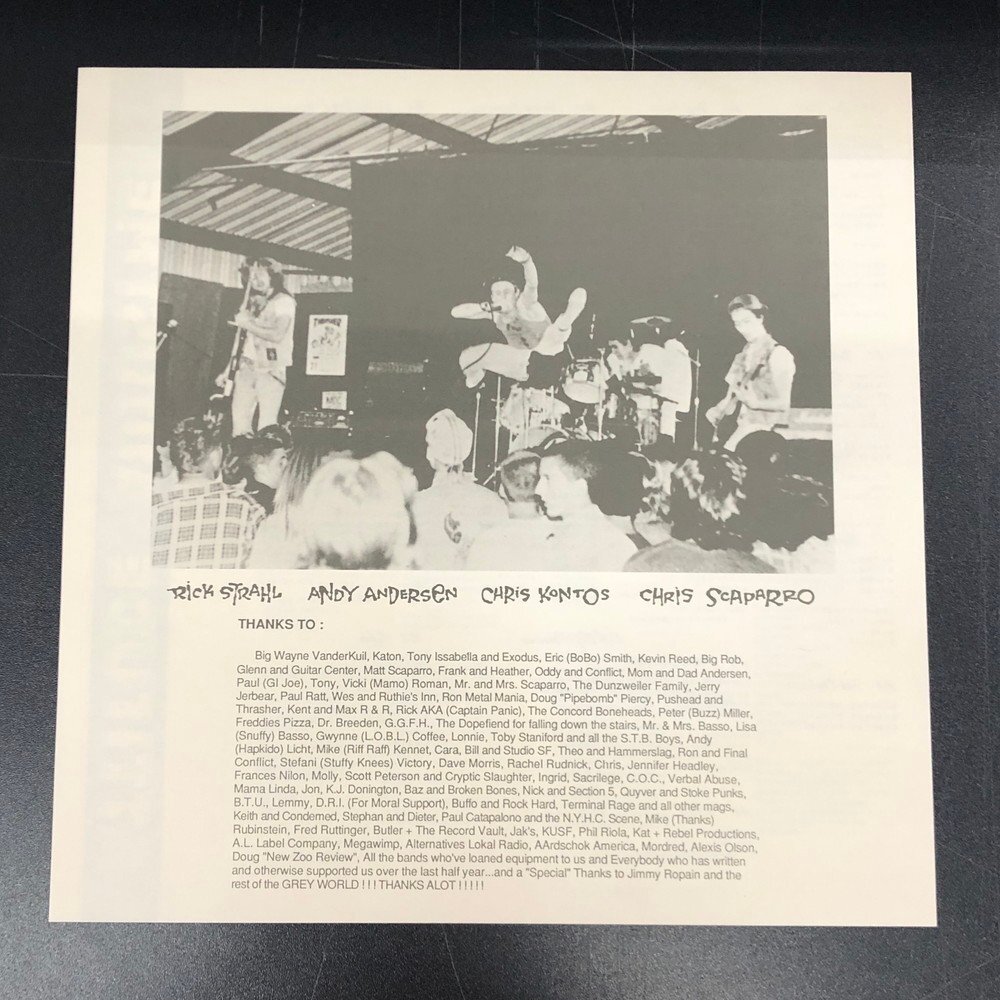 RICK STRAHL ANDY ANDERSEN CHRIS KONTOS CHRIS SCAPARRO
THANKS TO :
Big Wayne VanderKuil, Katon, Tony Issabella and Exodus, Eric (BoBo) Smith, Kevin Reed, Big Rob,
Glenn and Guitar Center, Matt Scaparro, Frank and Heather, Oddy and Conflict, Mom and Dad Andersen,
Paul (GI Joe), Tony, Vicki (Mamo) Roman, Mr. and Mrs. Scaparro, The Dunzweiler Family, Jerry
Jerbear, Paul Ratt, Wes and Ruthie's Inn, Ron Metal Mania, Doug "Pipebomb" Piercy, Pushead and
Thrasher, Kent and Max R & R, Rick AKA (Captain Panic), The Concord Boneheads, Peter (Buzz) Miller,
Freddies Pizza, Dr. Breeden, G.G.F.H., The Dopefiend for falling down the stairs, Mr. & Mrs. Basso, Lisa
(Snuffy) Basso, Gwynne (L.O.B.L.) Coffee, Lonnie, Toby Staniford and all the S.T.B. Boys, Andy
(Hapkido) Licht, Mike (Riff Raff) Kennet, Cara, Bill and Studio SF, Theo and Hammerslag, Ron and Final
Conflict, Stefani (Stuffy Knees) Victory, Dave Morris, Rachel Rudnick, Chris, Jennifer Headley,
Frances Nilon, Molly, Scott Peterson and Cryptic Slaughter, Ingrid, Sacrilege, C.O.C., Verbal Abuse,
Mama Linda, Jon, K.J. Donington, Baz and Broken Bones, Nick and Section 5, Quyver and Stoke Punks,
B.T.U., Lemmy, D.R.I. (For Moral Support), Buffo and Rock Hard, Terminal Rage and all other mags,
Keith and Condemed, Stephan and Dieter, Paul Catapalono and the N.Y.H.C. Scene, Mike (Thanks)
Rubinstein, Fred Ruttinger, Butler + The Record Vault, Jak's, KUSF, Phil Riola, Kat + Rebel Productions,
A.L. Label Company, Megawimp, Alternatives Lokal Radio, AArdschok America, Mordred, Alexis Olson,
Doug "New Zoo Review", All the bands who've loaned equipment to us and Everybody who has written
and otherwise supported us over the last half year...and a "Special" Thanks to Jimmy Ropain and the
rest of the GREY WORLD ! ! ! THANKS ALOT ! ! ! ! !